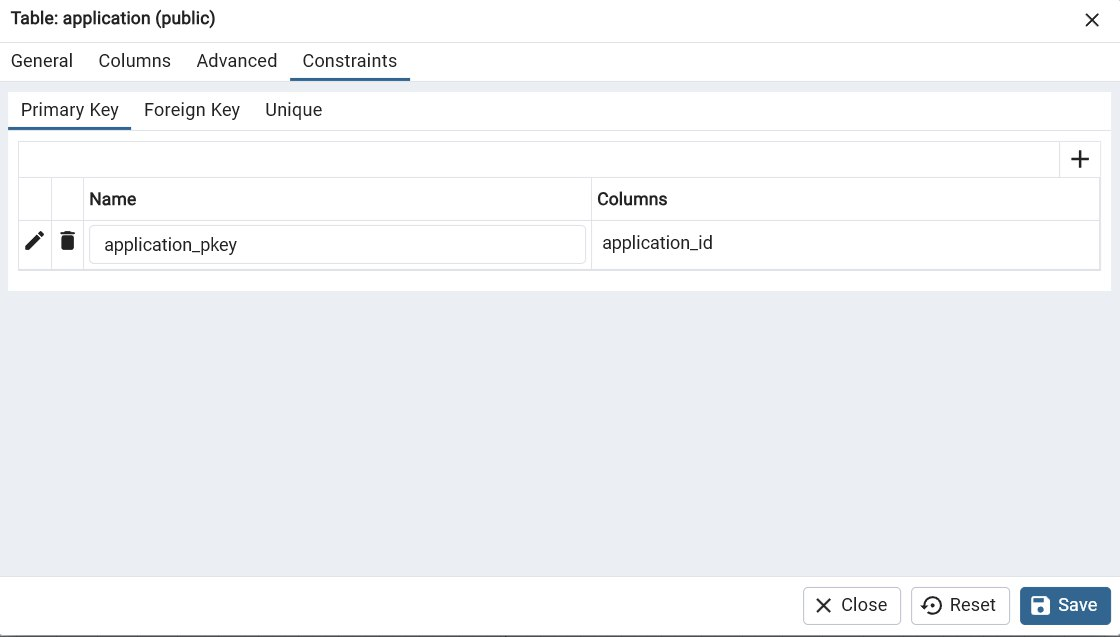 Table: application (public)
General Columns Advanced Constraints
Primary Key Foreign Key Unique
Name Columns
application_pkey application_id
Close Reset Save